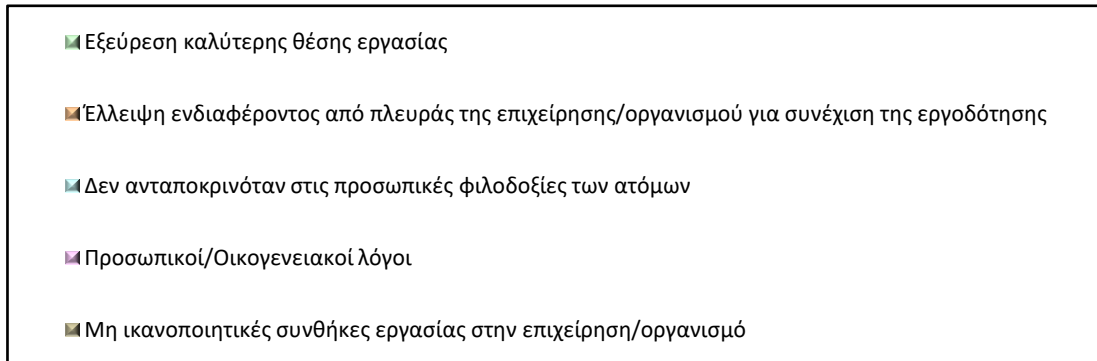 Εξεύρεση καλύτερης θέσης εργασίας
Έλλειψη ενδιαφέροντος από πλευράς της επιχείρησης/οργανισμού για συνέχιση της εργοδότησης
Δεν ανταποκρινόταν στις προσωπικές φιλοδοξίες των ατόμων
Προσωπικοί/Οικογενειακοί λόγοι
Μη ικανοποιητικές συνθήκες εργασίας στην επιχείρηση/οργανισμό